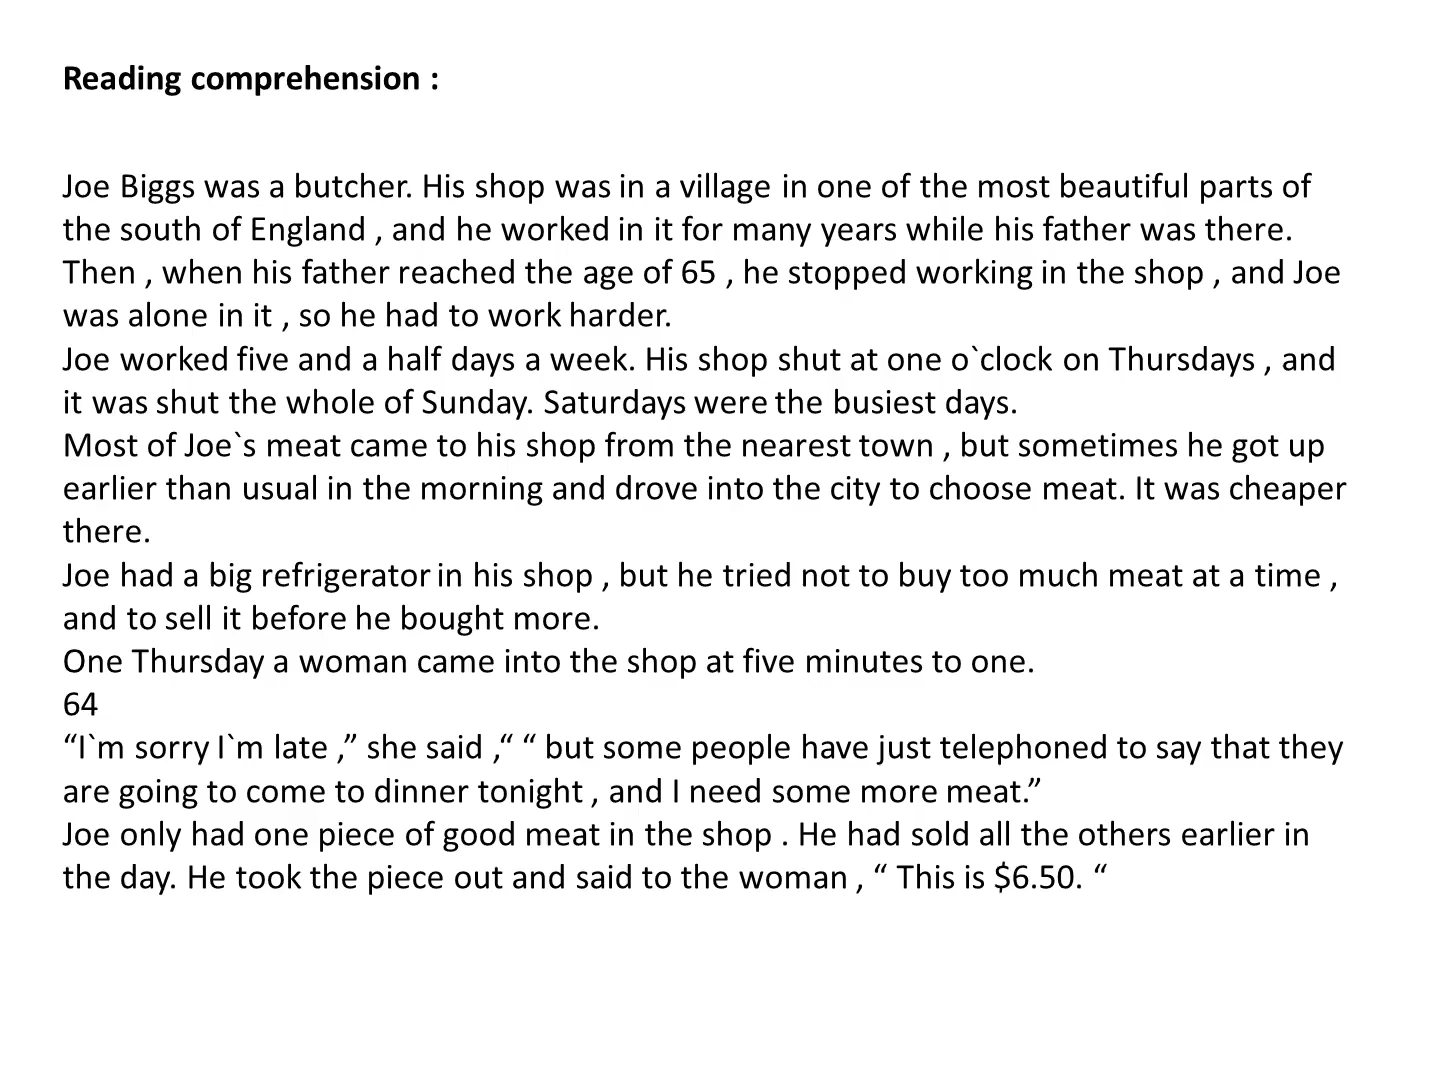 Reading comprehension :
Joe Biggs was a butcher. His shop was in a village in one of the most beautiful parts of
the south of England , and he worked in it for many years while his father was there.
Then , when his father reached the age of 65 , he stopped working in the shop , and Joe
was alone in it , so he had to work harder.
Joe worked five and a half days a week. His shop shut at one o`clock on Thursdays , and
it was shut the whole of Sunday. Saturdays were the busiest days.
Most of Joe`s meat came to his shop from the nearest town , but sometimes he got up
earlier than usual in the morning and drove into the city to choose meat. It was cheaper
there.
Joe had a big refrigerator in his shop , but he tried not to buy too much meat at a time ,
and to sell it before he bought more.
One Thursday a woman came into the shop at five minutes to one.
64
“I`m sorry I`m late ,” she said ,“ “ but some people have just telephoned to say that they
are going to come to dinner tonight , and I need some more meat.”
Joe only had one piece of good meat in the shop . He had sold all the others earlier in
the day. He took the piece out and said to the woman , “ This is $6.50. “